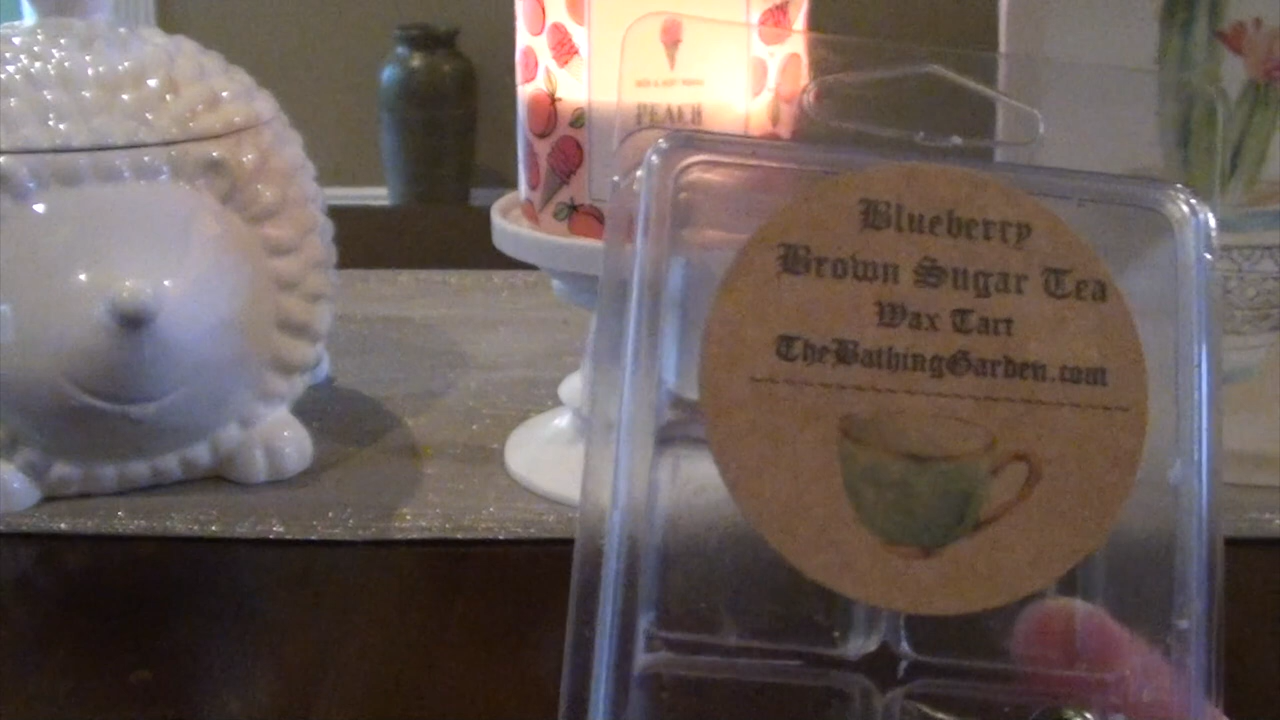 PEACH
Blueberry
Brown Sugar Tea
Wax Tart
TheBathingGarden.com